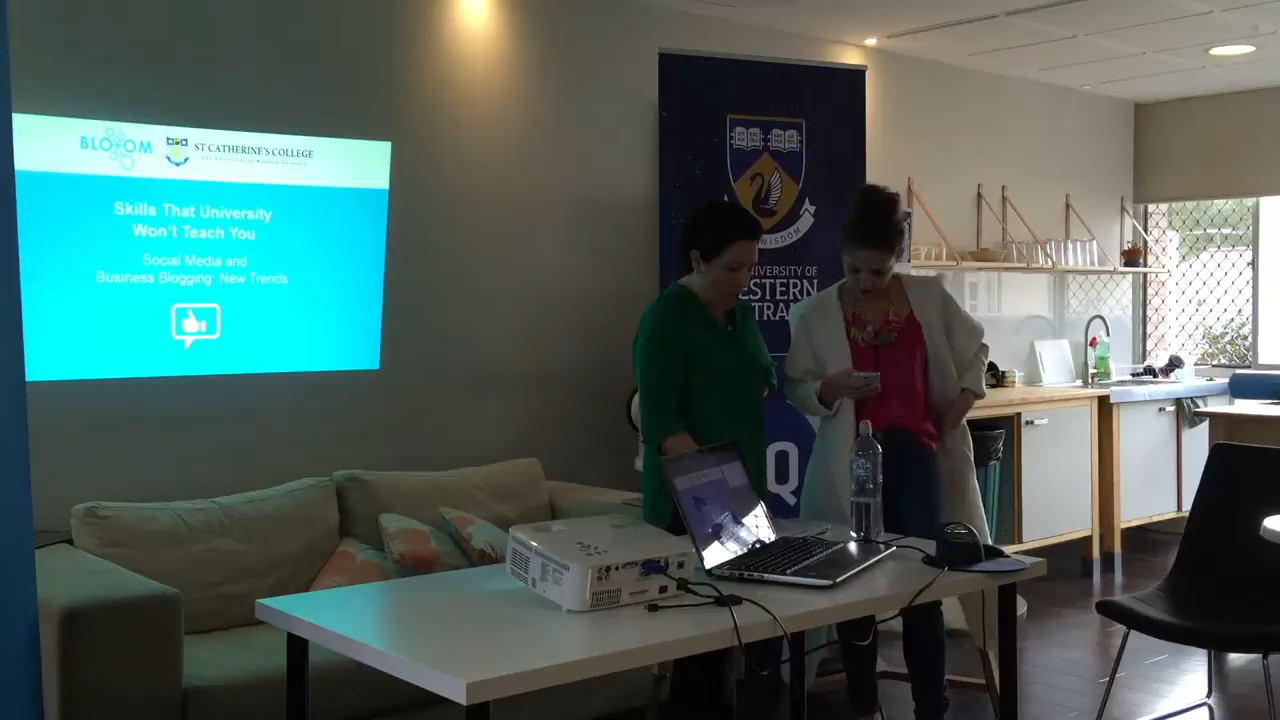 BLOOM
ST CATHERINE'S COLLEGE
Skills That University
Won't Teach You
Social Media and
Business Blogging: New Trends
WISDOM
NIVERSITY OF
ESTERN
TRA
Q